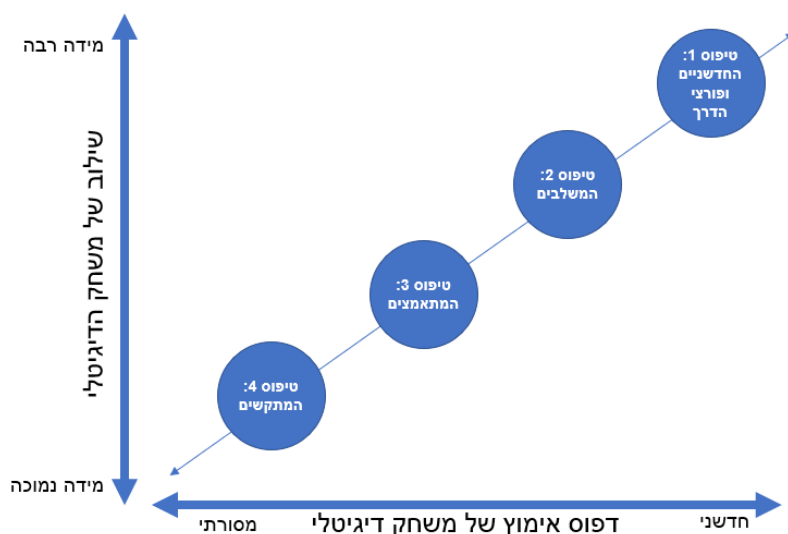 מידה רבה
שילוב של משחק הדיגיטלי
מידה נמוכה
טיפוס 1:
החדשניים
ופורצי
הדרך
טיפוס 2:
המשלבים
טיפוס 3:
המתאמצים
טיפוס 4:
המתקשים
חדשני
דפוס אימוץ של משחק דיגיטלי
מסורתי